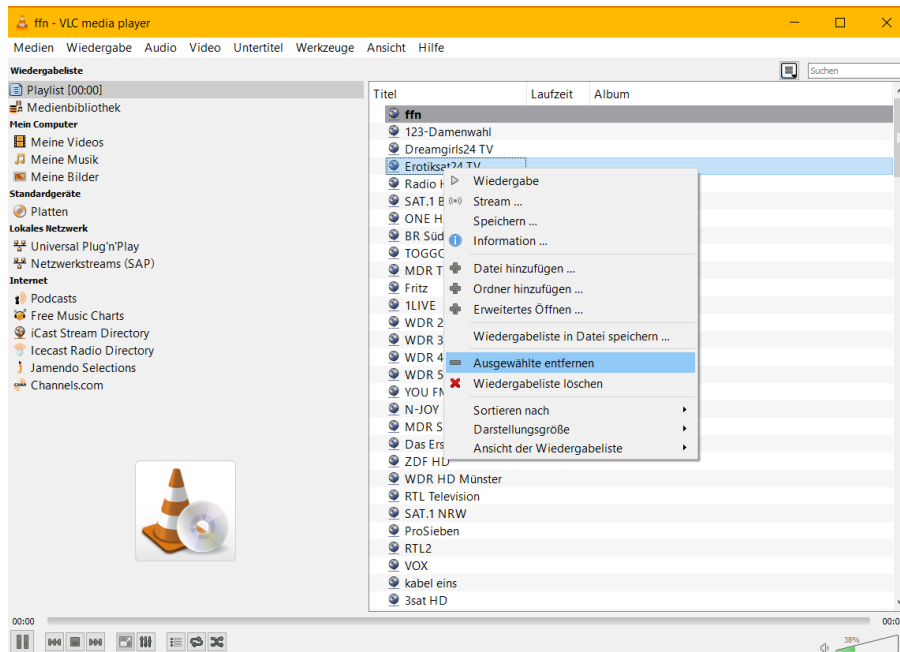 ffn - VLC media player
Medien Wiedergabe Audio Video Untertitel Werkzeuge Ansicht Hilfe
Wiedergabeliste
Suchen
Playlist [00:00]
Medienbibliothek
Mein Computer
Meine Videos
Meine Musik
Meine Bilder
Standardgeräte
Platten
Lokales Netzwerk
Universal Plug'n'Play
Netzwerkstreams (SAP)
Internet
Podcasts
Free Music Charts
iCast Stream Directory
Icecast Radio Directory
Jamendo Selections
Channels.com
Titel Laufzeit Album
ffn
123-Damenwahl
Dreamgirls24 TV
Erotiksat24 TV
Radio
SAT.1 B
ONE H
BR Süd
TOGGO
MDR T
Fritz
1LIVE
WDR 2
WDR 3
WDR 4
WDR 5
YOU FM
N-JOY
MDR S
Das Ers
ZDF HD
WDR HD Münster
RTL Television
SAT.1 NRW
ProSieben
RTL2
VOX
kabel eins
3sat HD
Wiedergabe
Stream ...
Speichern ...
Information ...
Datei hinzufügen ...
Ordner hinzufügen ...
Erweitertes Öffnen ...
Wiedergabeliste in Datei speichern ...
Ausgewählte entfernen
Wiedergabeliste löschen
Sortieren nach
Darstellungsgröße
Ansicht der Wiedergabeliste
00:00 00:0
38%